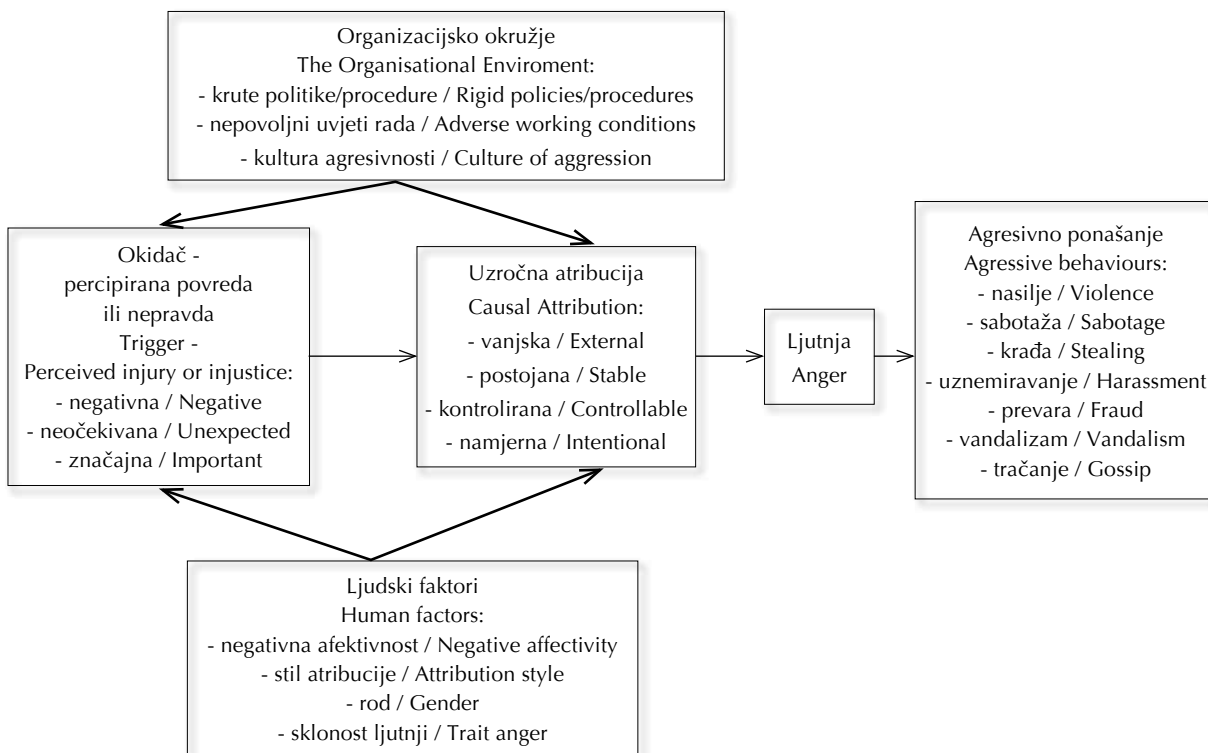 Organizacijsko okružje
The Organisational Enviroment:
- krute politike/procedure / Rigid policies/procedures
- nepovoljni uvjeti rada / Adverse working conditions
- kultura agresivnosti / Culture of aggression
Okidač -
percipirana povreda
ili nepravda
Trigger -
Perceived injury or injustice:
- negativna / Negative
- neočekivana / Unexpected
- značajna / Important
Uzročna atribucija
Causal Attribution:
- vanjska / External
- postojana / Stable
- kontrolirana / Controllable
- namjerna / Intentional
Ljutnja
Anger
Agresivno ponašanje
Agressive behaviours:
- nasilje / Violence
- sabotaža / Sabotage
- krađa / Stealing
- uznemiravanje / Harassment
- prevara / Fraud
- vandalizam / Vandalism
- tračanje / Gossip
Ljudski faktori
Human factors:
- negativna afektivnost / Negative affectivity
- stil atribucije / Attribution style
- rod / Gender
- sklonost ljutnji / Trait anger